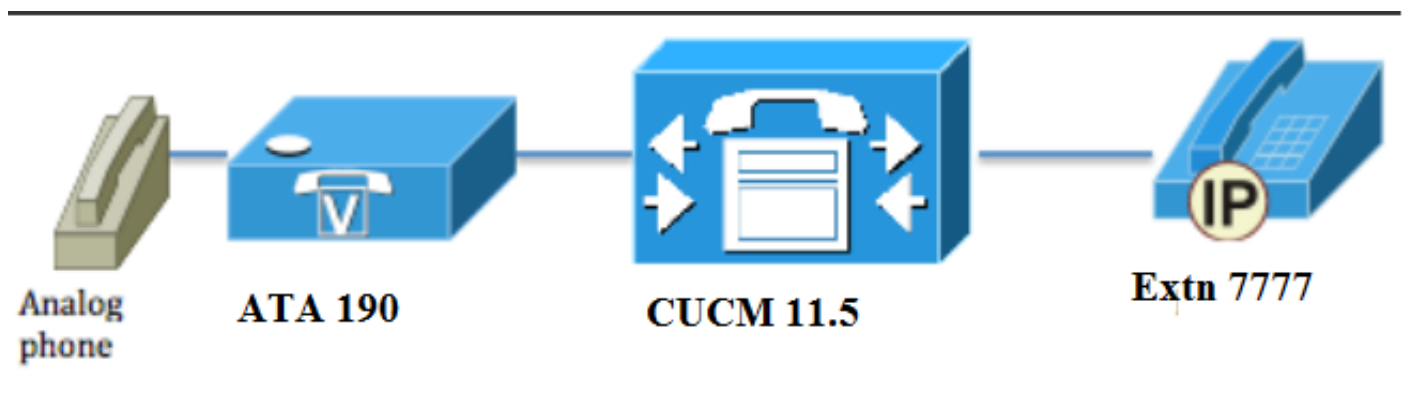 V
IP
Analog
phone
ATA 190
CUCM 11.5
Extn 7777